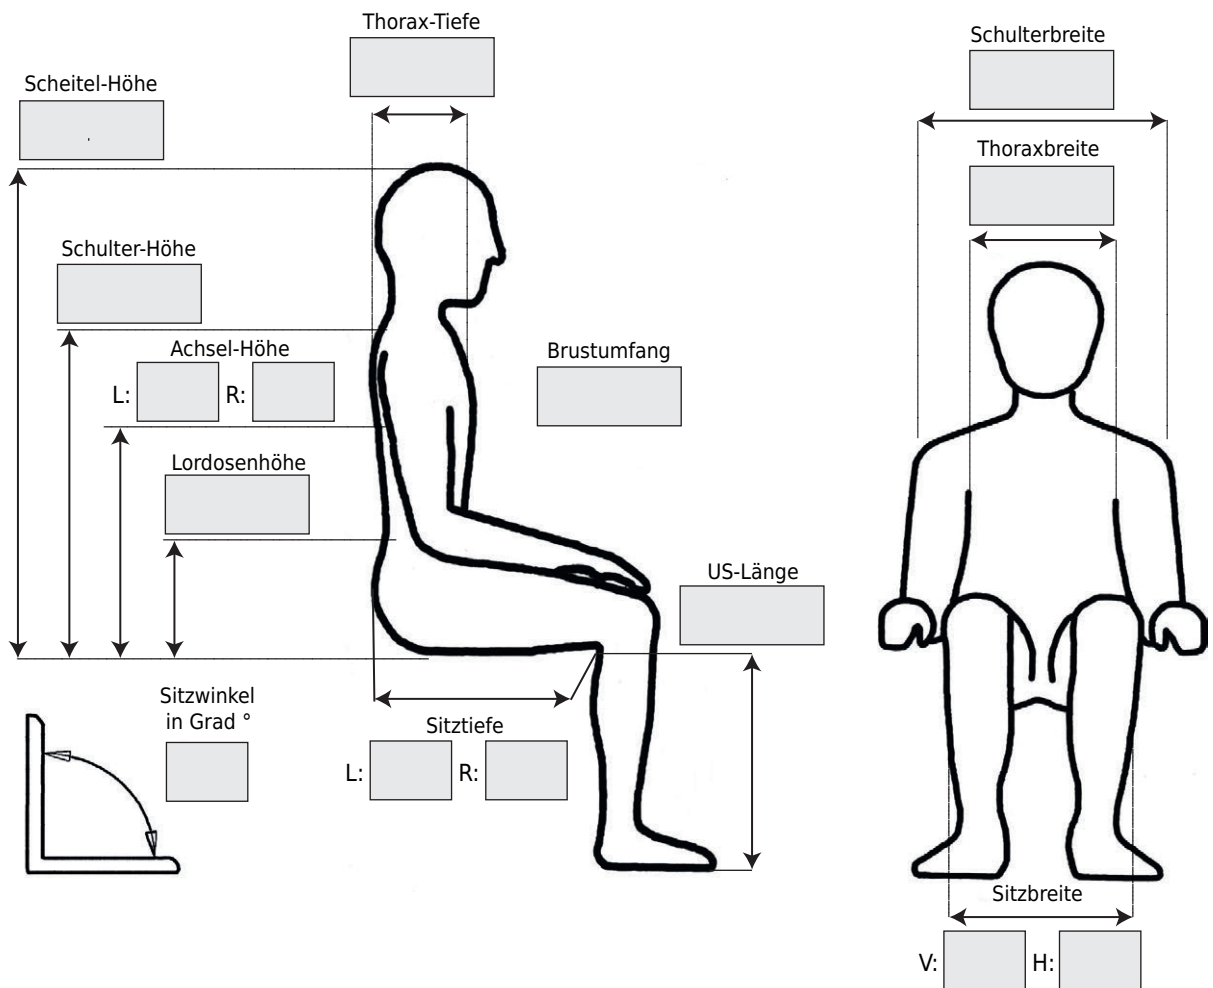 Thorax-Tiefe
Schulterbreite
Scheitel-Höhe
Thoraxbreite
Schulter-Höhe
Achsel-Höhe
L: R:
Brustumfang
Lordosenhöhe
US-Länge
Sitzwinkel
in Grad °
Sitztiefe
L: R:
Sitzbreite
V: H: